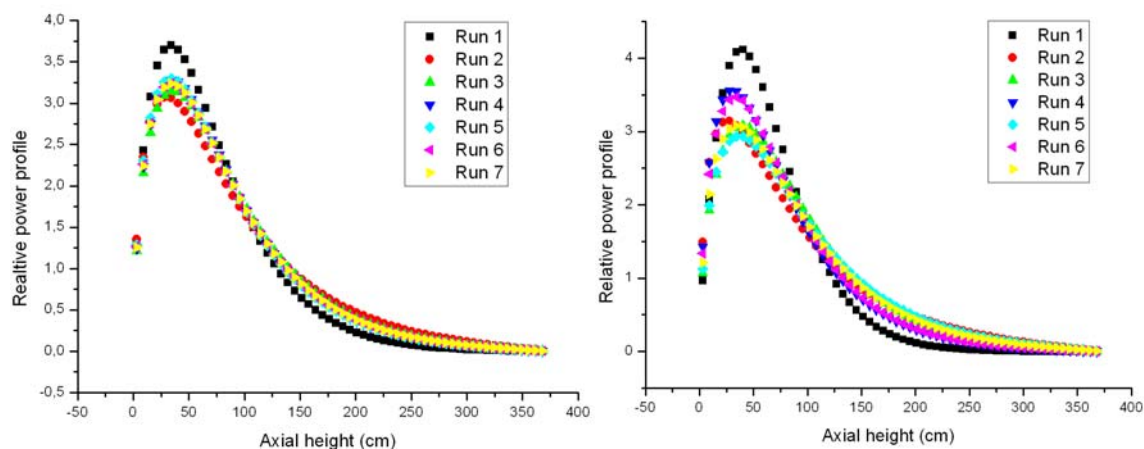 4,0
3,5
3,0
2,5
2,0
1,5
1,0
0,5
0,0
-0,5
Realtive power profile
-50 0 50 100 150 200 250 300 350 400
Axial height (cm)
Run 1
Run 2
Run 3
Run 4
Run 5
Run 6
Run 7
4
3
2
1
0
Relative power profile
-50 0 50 100 150 200 250 300 350 400
Axial height (cm)
Run 1
Run 2
Run 3
Run 4
Run 5
Run 6
Run 7